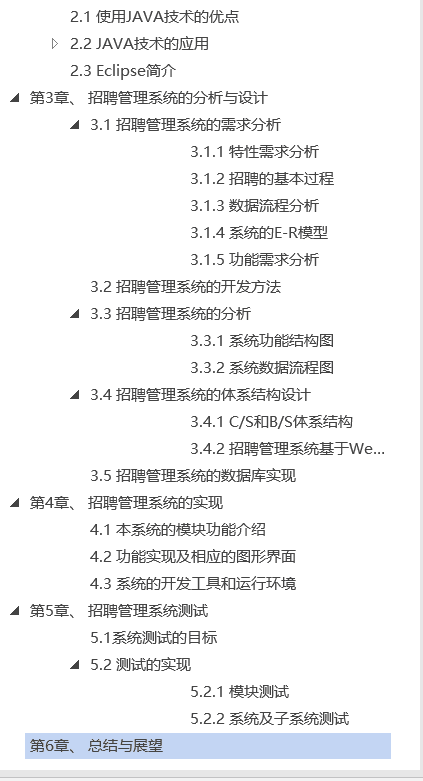 2.1 使用JAVA技术的优点
2.2 JAVA技术的应用
2.3 Eclipse简介
第3章、 招聘管理系统的分析与设计
3.1 招聘管理系统的需求分析
3.1.1 特性需求分析
3.1.2 招聘的基本过程
3.1.3 数据流程分析
3.1.4 系统的E-R模型
3.1.5 功能需求分析
3.2 招聘管理系统的开发方法
3.3 招聘管理系统的分析
3.3.1 系统功能结构图
3.3.2 系统数据流程图
3.4 招聘管理系统的体系结构设计
3.4.1 C/S和B/S体系结构
3.4.2 招聘管理系统基于We...
3.5 招聘管理系统的数据库实现
第4章、 招聘管理系统的实现
4.1 本系统的模块功能介绍
4.2 功能实现及相应的图形界面
4.3 系统的开发工具和运行环境
第5章、 招聘管理系统测试
5.1系统测试的目标
5.2 测试的实现
5.2.1 模块测试
5.2.2 系统及子系统测试
第6章、 总结与展望